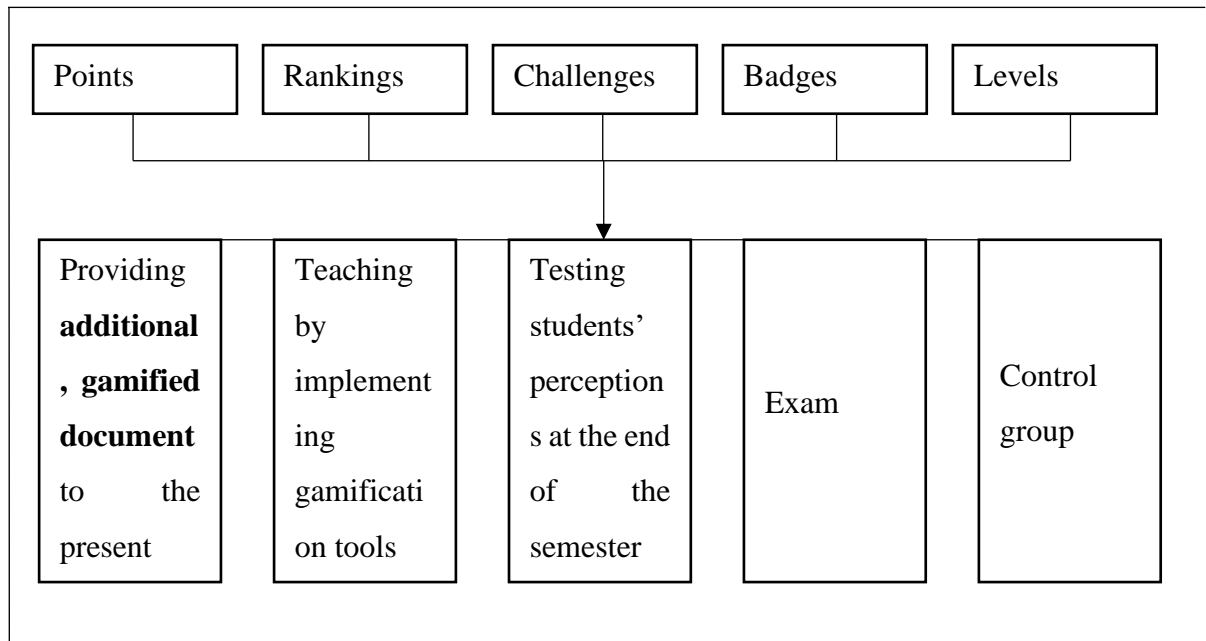 Points
Rankings
Challenges
Badges
Levels
Providing
additional
, gamified
document
to the
present
Teaching
by
implement
ing
gamificati
on tools
Testing
students’
perception
s at the end
of the
semester
Exam
Control
group